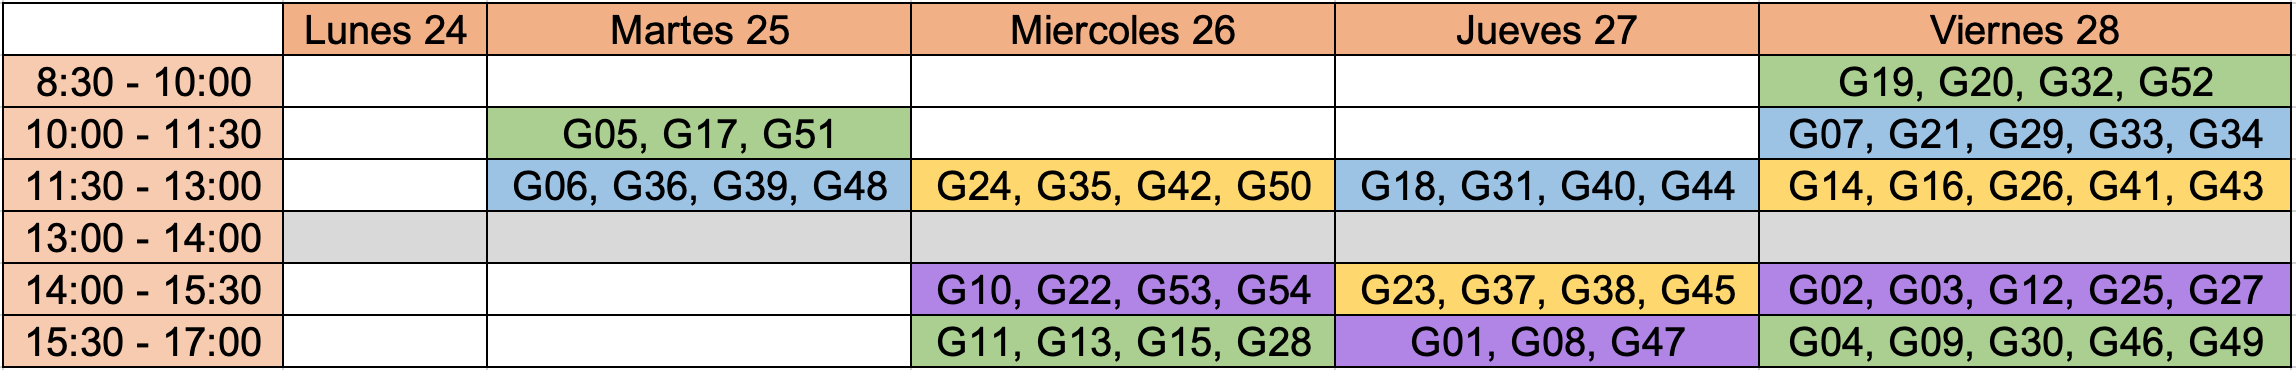 Lunes 24 Martes 25 Miercoles 26 Jueves 27 Viernes 28
8:30 - 10:00 G19, G20, G32, G52
10:00 - 11:30 G05, G17, G51 G07, G21, G29, G33, G34
11:30 - 13:00 G06, G36, G39, G48 G24, G35, G42, G50 G18, G31, G40, G44 G14, G16, G26, G41, G43
13:00 - 14:00
14:00 - 15:30 G10, G22, G53, G54 G23, G37, G38, G45 G02, G03, G12, G25, G27
15:30 - 17:00 G11, G13, G15, G28 G01, G08, G47 G04, G09, G30, G46, G49